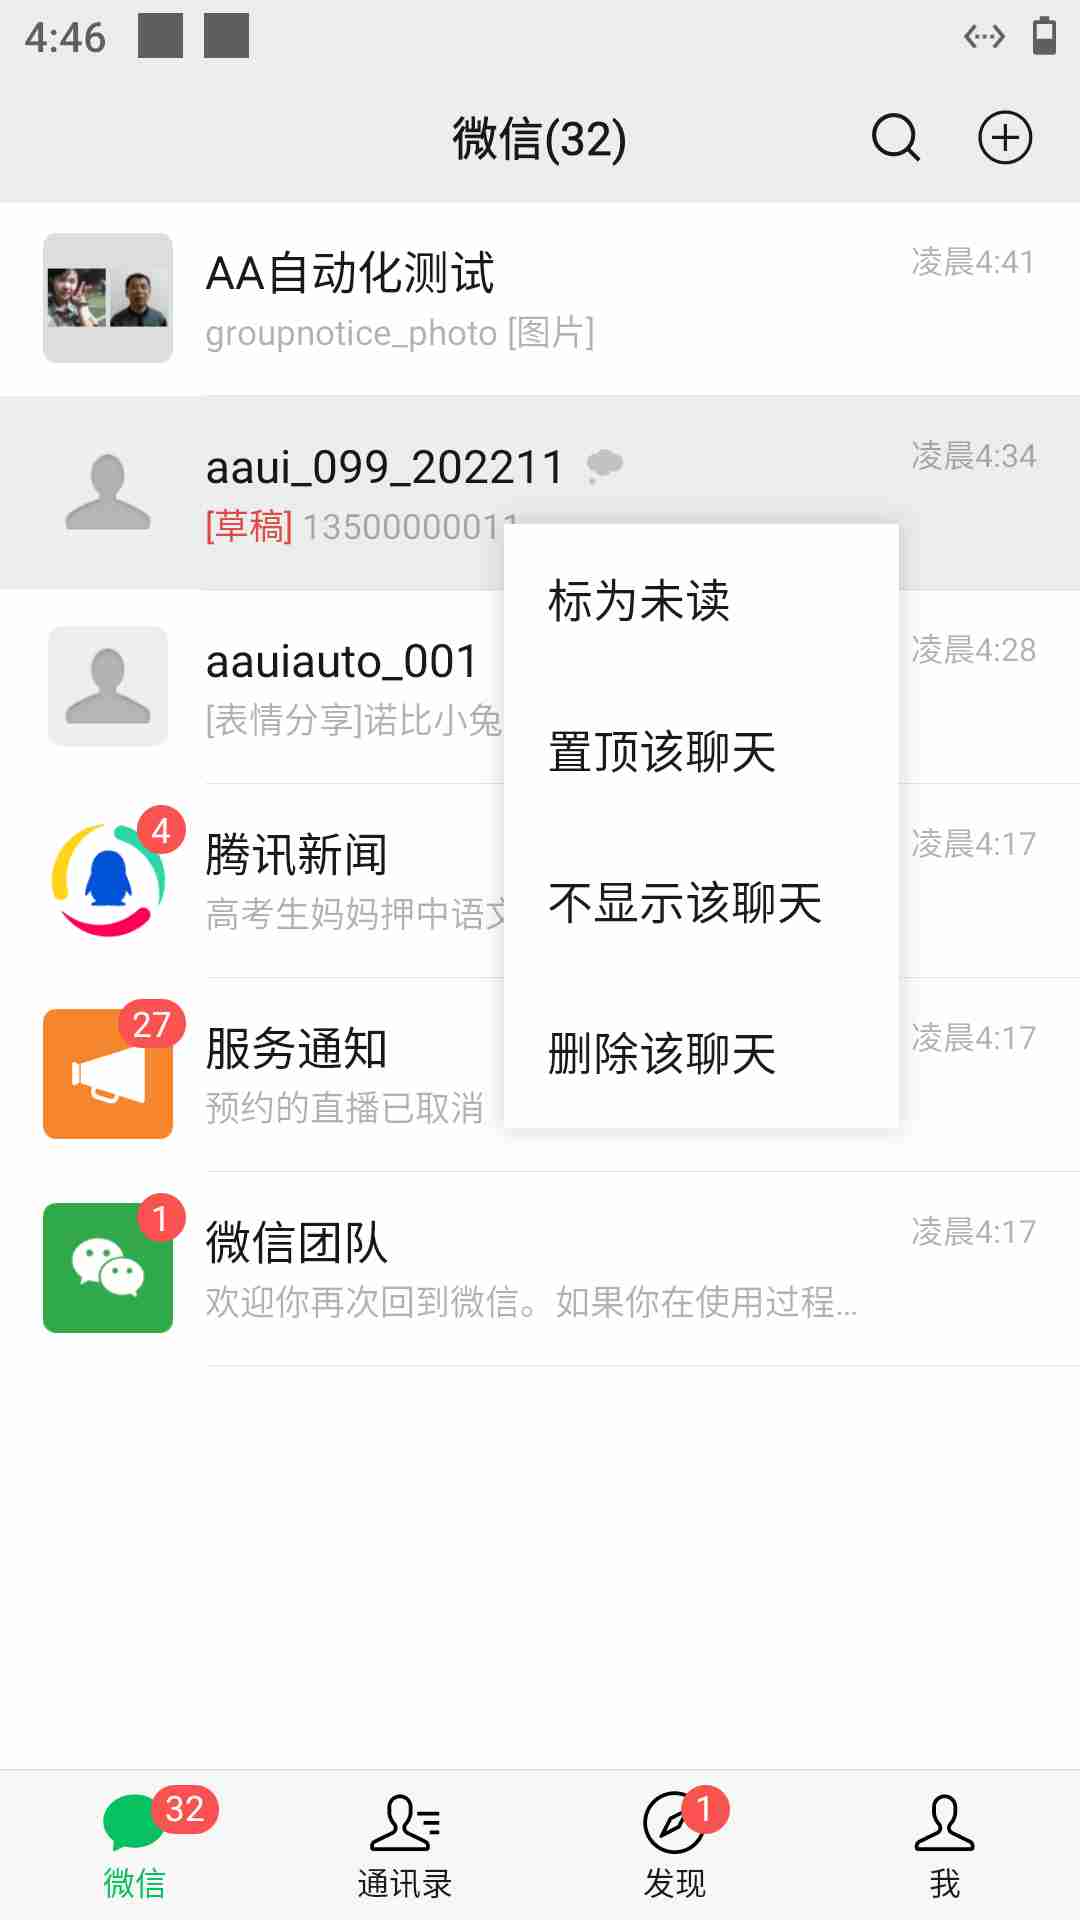 4:46
微信(32)
AA自动化测试
凌晨4:41
groupnotice_photo [图片]
aaui_099_202211
凌晨4:34
[草稿] 13500000011
标为未读
aauiauto_001
凌晨4:28
[表情分享]诺比小兔
置顶该聊天
4
腾讯新闻
凌晨4:17
高考生妈妈押中语文
不显示该聊天
27
服务通知
凌晨4:17
预约的直播已取消
删除该聊天
1
微信团队
凌晨4:17
欢迎你再次回到微信。如果你在使用过程...
32
1
微信
通讯录
发现
我